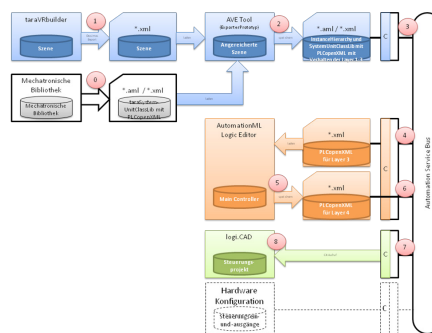 taraVRbuilder
1
*.xml
AVE Tool
(ExporterPrototyp)
2
*.aml / *.xml
C
3
Szene
Szene
Angereicherte
Szene
InstanceHierarchy und
SystemUnitClassLib mit
PLCopenXML mit
Mechatronische
Bibliothek
0
*.aml / *.xml
Mechatronische
Bibliothek
UnitClassLib mit
PLCopenXML
Automation Service Bus
AutomationML
Logic Editor
*.xml
4
PLCopenXML
für Layer 3
C
5
*.xml
6
Main Controller
PLCopenXML
für Layer 4
logi.CAD
8
C
7
Steuerungs
projekt
Hardware
Konfiguration
C
Steuerungsein-
und-ausgänge